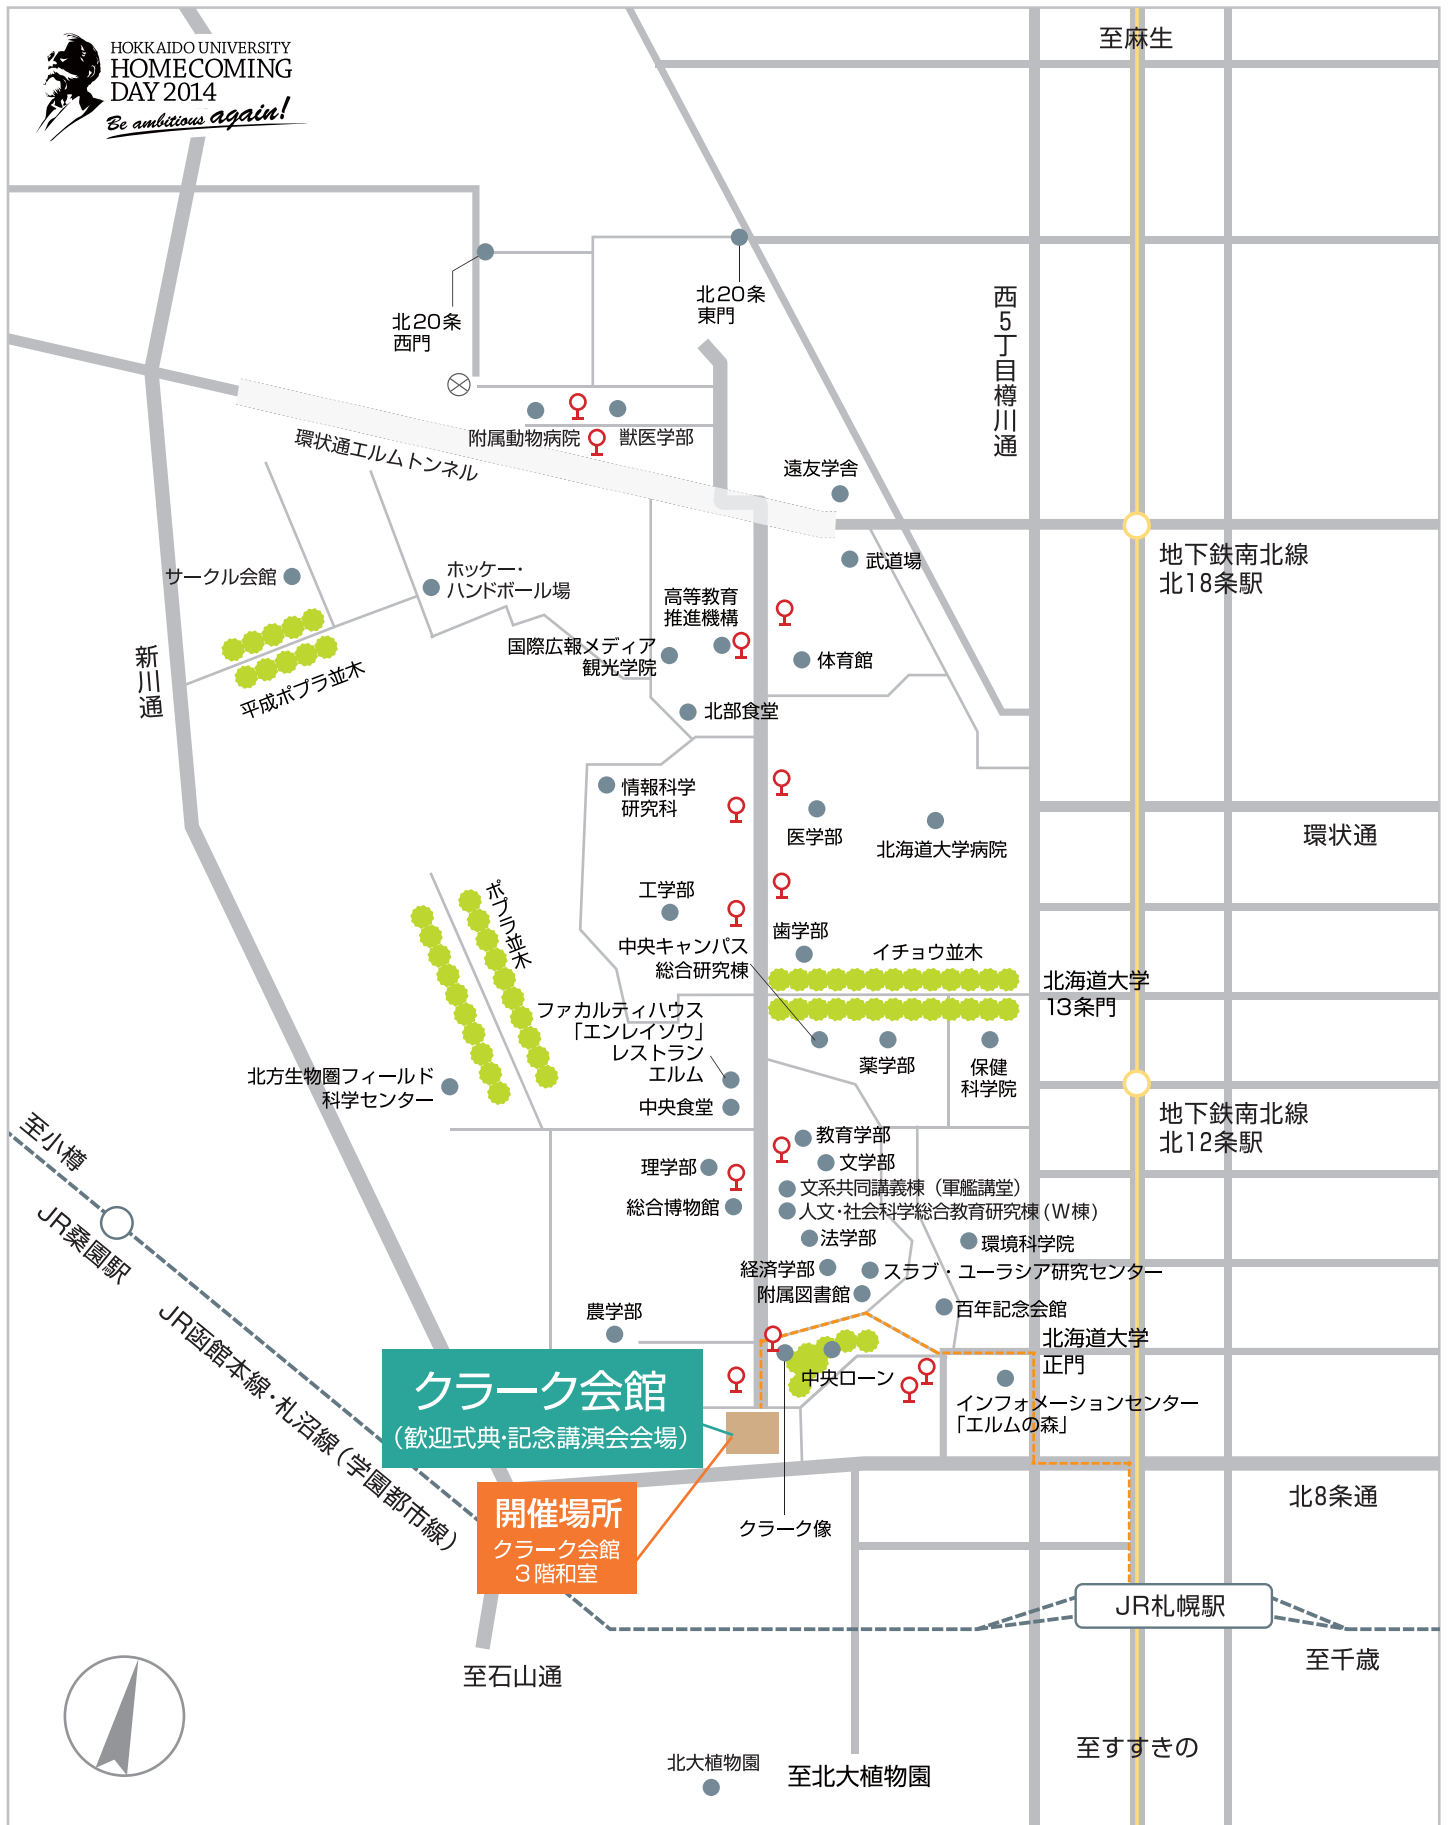 HOKKAIDO UNIVERSITY
HOMECOMING
DAY 2014
Be ambitious again!
至麻生
北20条
西門
北20条
東門
西5丁目樽川通
環状通エルムトンネル
附属動物病院
獣医学部
遠友学舎
武道場
地下鉄南北線
北18条駅
サークル会館
ホッケー・
ハンドボール場
高等教育
推進機構
国際広報メディア
観光学院
体育館
新川通
平成ポプラ並木
北部食堂
情報科学
研究科
医学部
北海道大学病院
環状通
工学部
ポプラ並木
歯学部
中央キャンパス
総合研究棟
イチョウ並木
北海道大学
13条門
ファカルティハウス
「エンレイソウ」
レストラン
エルム
薬学部
保健
科学院
北方生物圏フィールド
科学センター
中央食堂
地下鉄南北線
北12条駅
至小樽
JR桑園駅
教育学部
文学部
理学部
文系共同講義棟（軍艦講堂）
総合博物館
人文・社会科学総合教育研究棟(W棟)
法学部
環境科学院
経済学部
スラブ・ユーラシア研究センター
附属図書館
百年記念会館
農学部
北海道大学
正門
JR函館本線・札沼線（学園都市線）
クラーク会館
（歓迎式典・記念講演会会場）
中央ローン
インフォメーションセンター
「エルムの森」
北8条通
開催場所
クラーク会館
3階和室
クラーク像
JR札幌駅
至石山通
至千歳
至すすきの
北大植物園
至北大植物園